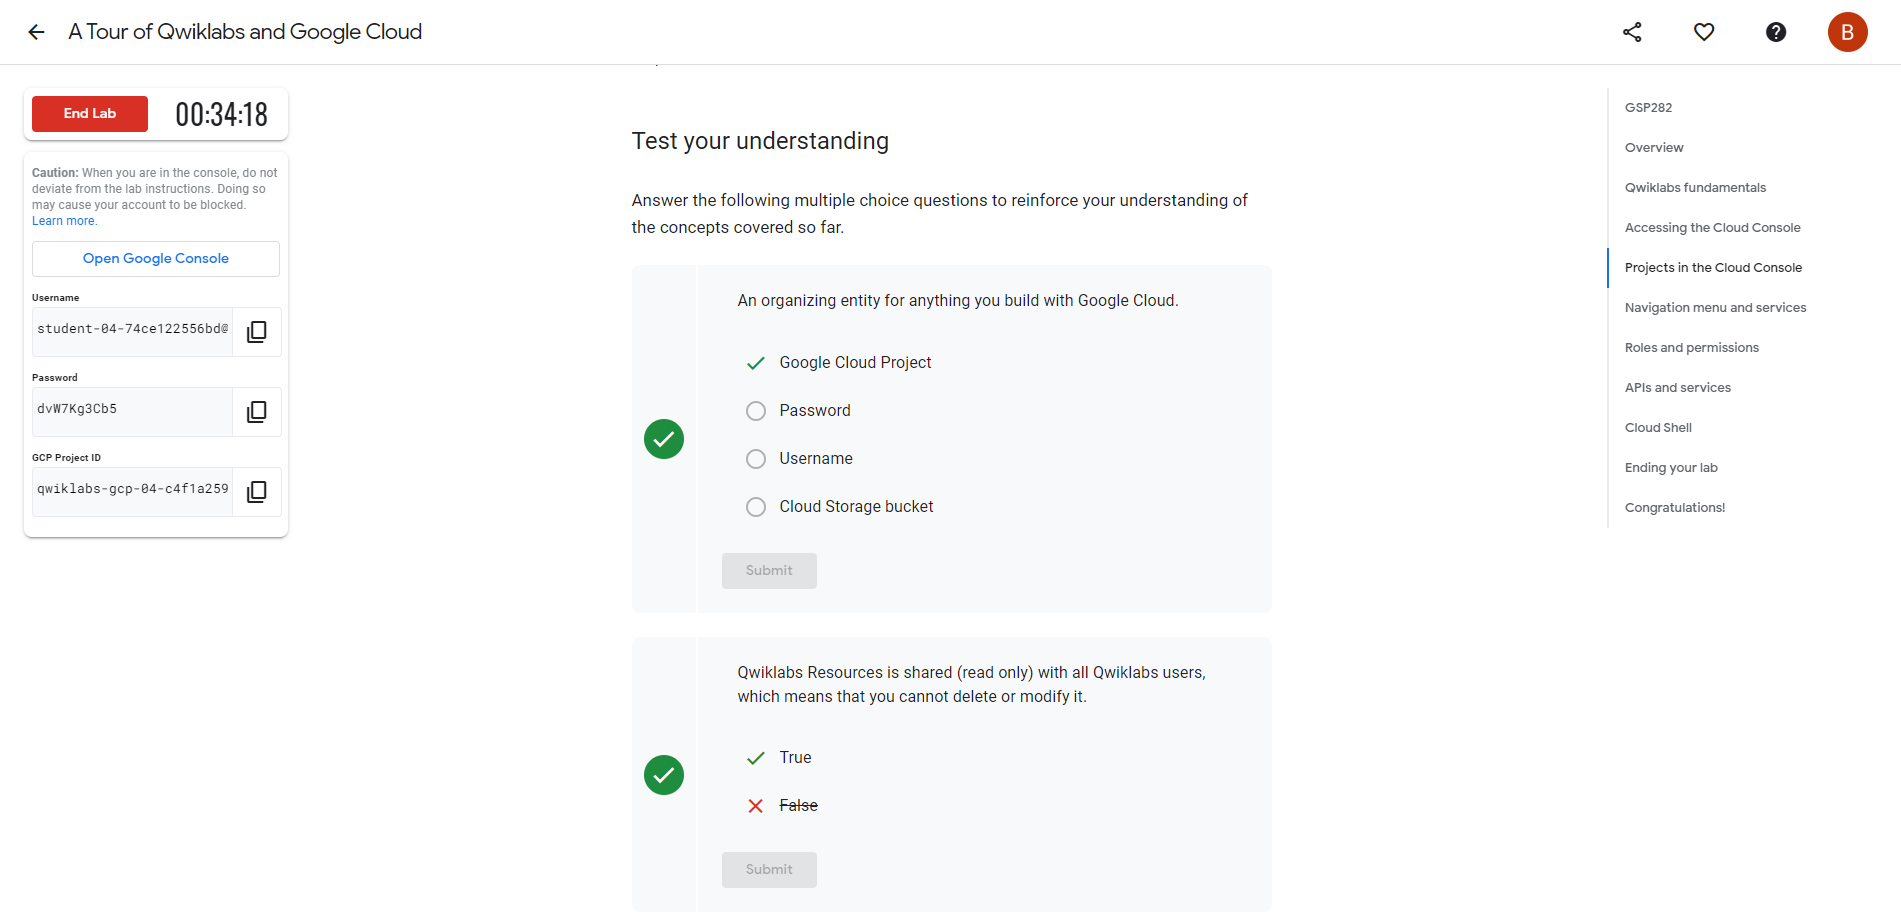 A Tour of Qwiklabs and Google Cloud
B
End Lab
00:34:18
Caution: When you are in the console, do not
deviate from the lab instructions. Doing so
may cause your account to be blocked.
Learn more.
Open Google Console
Username
student-04-74ce122556bd@
Password
dvW7Kg3Cb5
GCP Project ID
qwiklabs-gcp-04-c4f1a259
Test your understanding
Answer the following multiple choice questions to reinforce your understanding of
the concepts covered so far.
An organizing entity for anything you build with Google Cloud.
Google Cloud Project
Password
Username
Cloud Storage bucket
Submit
Qwiklabs Resources is shared (read only) with all Qwiklabs users,
which means that you cannot delete or modify it.
True
False
Submit
GSP282
Overview
Qwiklabs fundamentals
Accessing the Cloud Console
Projects in the Cloud Console
Navigation menu and services
Roles and permissions
APIs and services
Cloud Shell
Ending your lab
Congratulations!